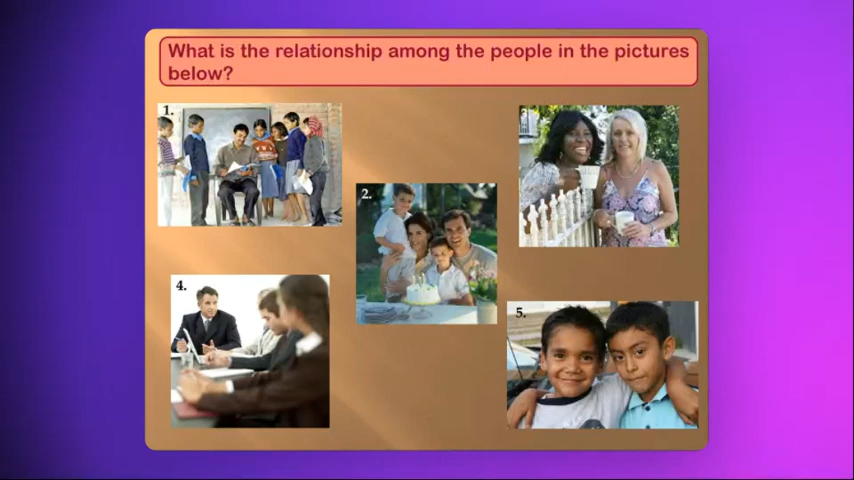 What is the relationship among the people in the pictures
below?
1.
2.
4.
5.